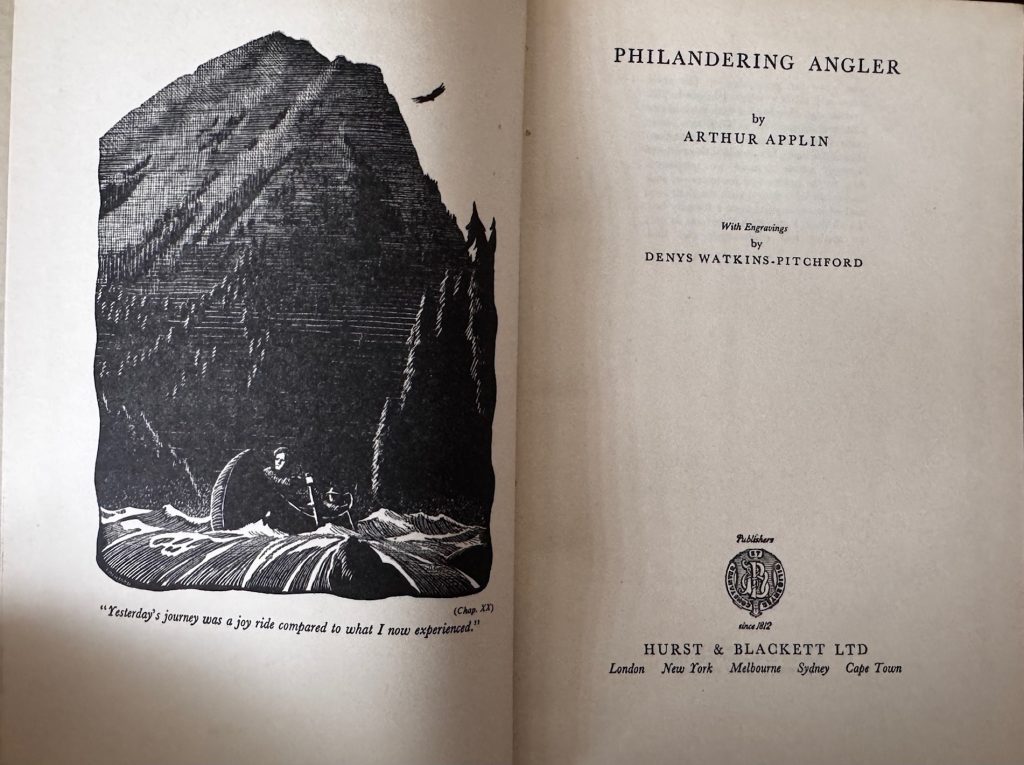 (Chap. XX)
"Yesterday's journey was a joy ride compared to what I now experienced."
PHILANDERING ANGLER
by
ARTHUR APPLIN
With Engravings
by
DENYS WATKINS-PITCHFORD
Publishers
since 1812
HURST & BLACKETT LTD
London New York Melbourne Sydney Cape Town